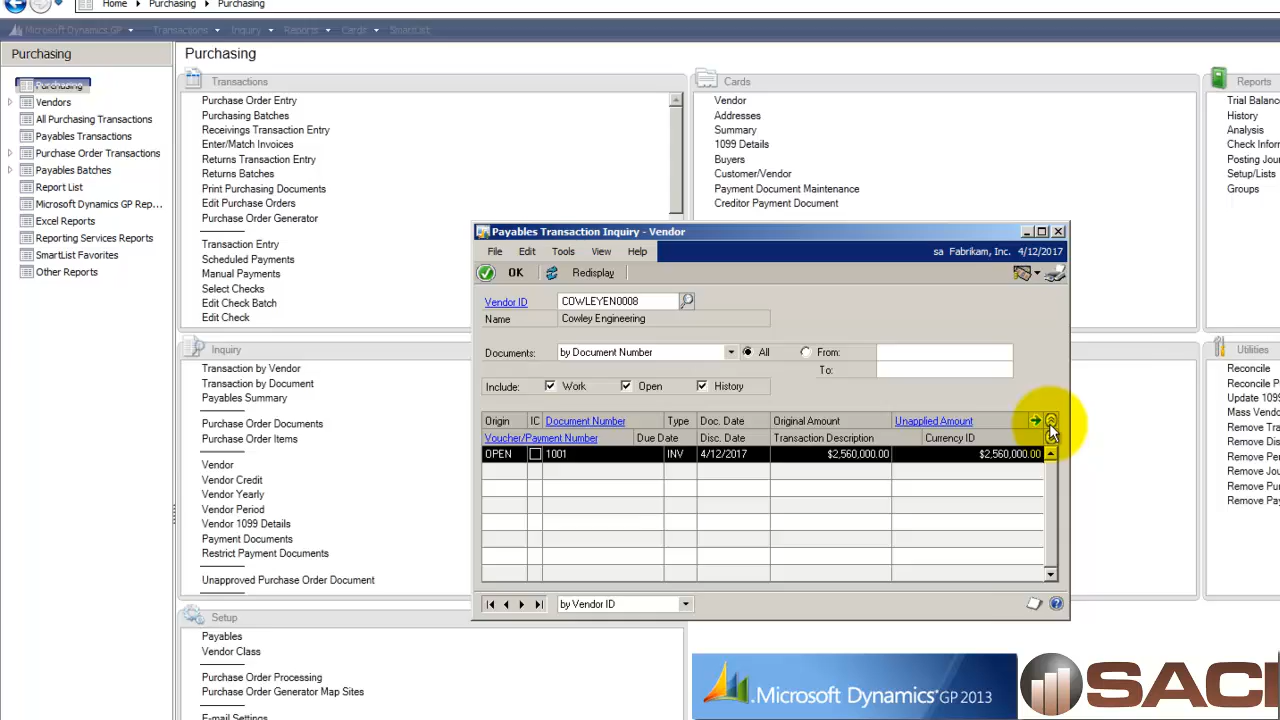 Home Purchasing Purchasing
Microsoft Dynamics GP Transactions Inquiry Reports Cards SmartList
Purchasing
Purchasing
Vendors
All Purchasing Transactions
Payables Transactions
Purchase Order Transactions
Payables Batches
Report List
Microsoft Dynamics GP Rep...
Excel Reports
Reporting Services Reports
SmartList Favorites
Other Reports
Purchasing
Transactions
Purchase Order Entry
Purchasing Batches
Receivings Transaction Entry
Enter/Match Invoices
Returns Transaction Entry
Returns Batches
Print Purchasing Documents
Edit Purchase Orders
Purchase Order Generator
Transaction Entry
Scheduled Payments
Manual Payments
Select Checks
Edit Check Batch
Edit Check
Inquiry
Transaction by Vendor
Transaction by Document
Payables Summary
Purchase Order Documents
Purchase Order Items
Vendor
Vendor Credit
Vendor Yearly
Vendor Period
Vendor 1099 Details
Payment Documents
Restrict Payment Documents
Unapproved Purchase Order Document
Setup
Payables
Vendor Class
Purchase Order Processing
Purchase Order Generator Map Sites
E-mail Settings
Cards
Vendor
Addresses
Summary
1099 Details
Buyers
Customer/Vendor
Payment Document Maintenance
Creditor Payment Document
Reports
Trial Balanc
History
Analysis
Check Inforr
Posting Jour
Setup/Lists
Groups
Utilities
Reconcile
Reconcile P
Update 1099
Mass Vendo
Remove Tra
Remove Dis
Remove Per
Remove Jou
Remove Pur
Remove Pay
Payables Transaction Inquiry - Vendor
File Edit Tools View Help sa Fabrikam, Inc. 4/12/2017
OK Redisplay
Vendor ID COWLEYEN0008
Name Cowley Engineering
Documents: by Document Number All From:
To:
Include: Work Open History
Origin IC Document Number Type Doc. Date Original Amount Unapplied Amount
Voucher/Payment Number Due Date Disc. Date Transaction Description Currency ID
OPEN 1001 INV 4/12/2017 $2,560,000.00 $2,560,000.00
by Vendor ID
Microsoft Dynamics GP 2013